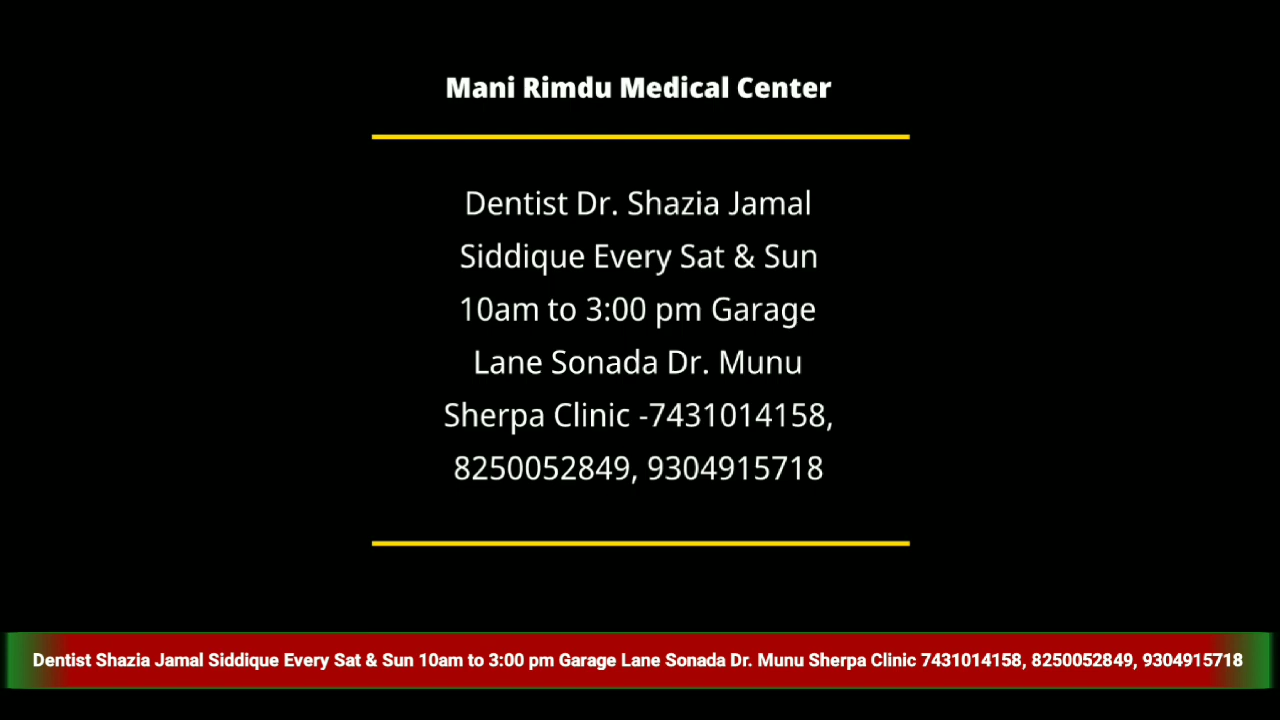 Mani Rimdu Medical Center
Dentist Dr. Shazia Jamal
Siddique Every Sat & Sun
10am to 3:00 pm Garage
Lane Sonada Dr. Munu
Sherpa Clinic -7431014158,
8250052849, 9304915718
Dentist Shazia Jamal Siddique Every Sat & Sun 10am to 3:00 pm Garage Lane Sonada Dr. Munu Sherpa Clinic 7431014158, 8250052849, 9304915718